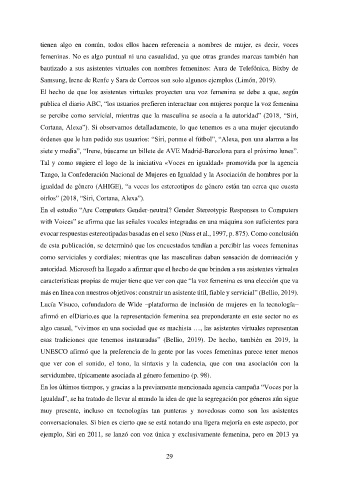 tienen algo en común, todos ellos hacen referencia a nombres de mujer, es decir, voces
femeninas. No es algo puntual ni una casualidad, ya que otras grandes marcas también han
bautizado a sus asistentes virtuales con nombres femeninos: Aura de Telefónica, Bixby de
Samsung, Irene de Renfe y Sara de Correos son solo algunos ejemplos (Limón, 2019).
El hecho de que los asistentes virtuales proyecten una voz femenina se debe a que, según
publica el diario ABC, “los usuarios prefieren interactuar con mujeres porque la voz femenina
se percibe como servicial, mientras que la masculina se asocia a la autoridad” (2018, “Siri,
Cortana, Alexa”). Si observamos detalladamente, lo que tenemos es a una mujer ejecutando
órdenes que le han pedido sus usuarios: “Siri, ponme el fútbol”, “Alexa, pon una alarma a las
siete y media”, “Irene, búscame un billete de AVE Madrid-Barcelona para el próximo lunes”.
Tal y como sugiere el logo de la iniciativa «Voces en igualdad» promovida por la agencia
Tango, la Confederación Nacional de Mujeres en Igualdad y la Asociación de hombres por la
igualdad de género (AHIGE), “a veces los estereotipos de género están tan cerca que cuesta
oírlos” (2018, “Siri, Cortana, Alexa”).
En el estudio “Are Computers Gender-neutral? Gender Stereotypic Responses to Computers
with Voices” se afirma que las señales vocales integradas en una máquina son suficientes para
evocar respuestas estereotipadas basadas en el sexo (Nass et al., 1997, p. 875). Como conclusión
de esta publicación, se determinó que los encuestados tendían a percibir las voces femeninas
como serviciales y cordiales; mientras que las masculinas daban sensación de dominación y
autoridad. Microsoft ha llegado a afirmar que el hecho de que brinden a sus asistentes virtuales
características propias de mujer tiene que ver con que “la voz femenina es una elección que va
más en línea con nuestros objetivos: construir un asistente útil, fiable y servicial” (Bellio, 2019).
Lucía Visuco, cofundadora de Wide –plataforma de inclusión de mujeres en la tecnología–
afirmó en elDiario.es que la representación femenina sea preponderante en este sector no es
algo casual, “vivimos en una sociedad que es machista …, las asistentes virtuales representan
esas tradiciones que tenemos instauradas” (Bellio, 2019). De hecho, también en 2019, la
UNESCO afirmó que la preferencia de la gente por las voces femeninas parece tener menos
que ver con el sonido, el tono, la sintaxis y la cadencia, que con una asociación con la
servidumbre, típicamente asociada al género femenino (p. 98).
En los últimos tiempos, y gracias a la previamente mencionada agencia campaña “Voces por la
Igualdad”, se ha tratado de llevar al mundo la idea de que la segregación por géneros aún sigue
muy presente, incluso en tecnologías tan punteras y novedosas como son los asistentes
conversacionales. Si bien es cierto que se está notando una ligera mejoría en este aspecto, por
ejemplo, Siri en 2011, se lanzó con voz única y exclusivamente femenina, pero en 2013 ya
29